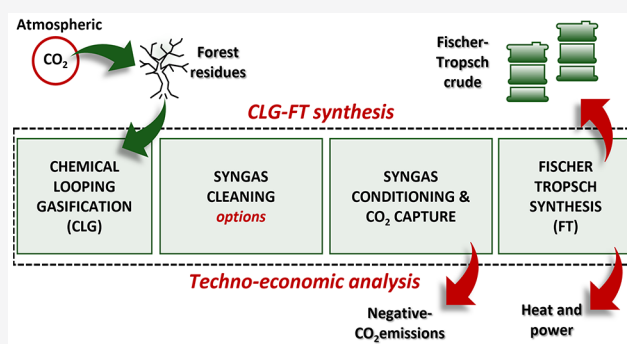 Atmospheric
CO₂
Forest
residues
Fischer-
Tropsch
crude
CLG-FT synthesis
CHEMICAL
LOOPING
GASIFICATION
(CLG)
SYNGAS
CLEANING
options
SYNGAS
CONDITIONING &
CO₂ CAPTURE
FISCHER
TROPSCH
SYNTHESIS
(FT)
Techno-economic analysis
Negative-
CO₂emissions
Heat and
power